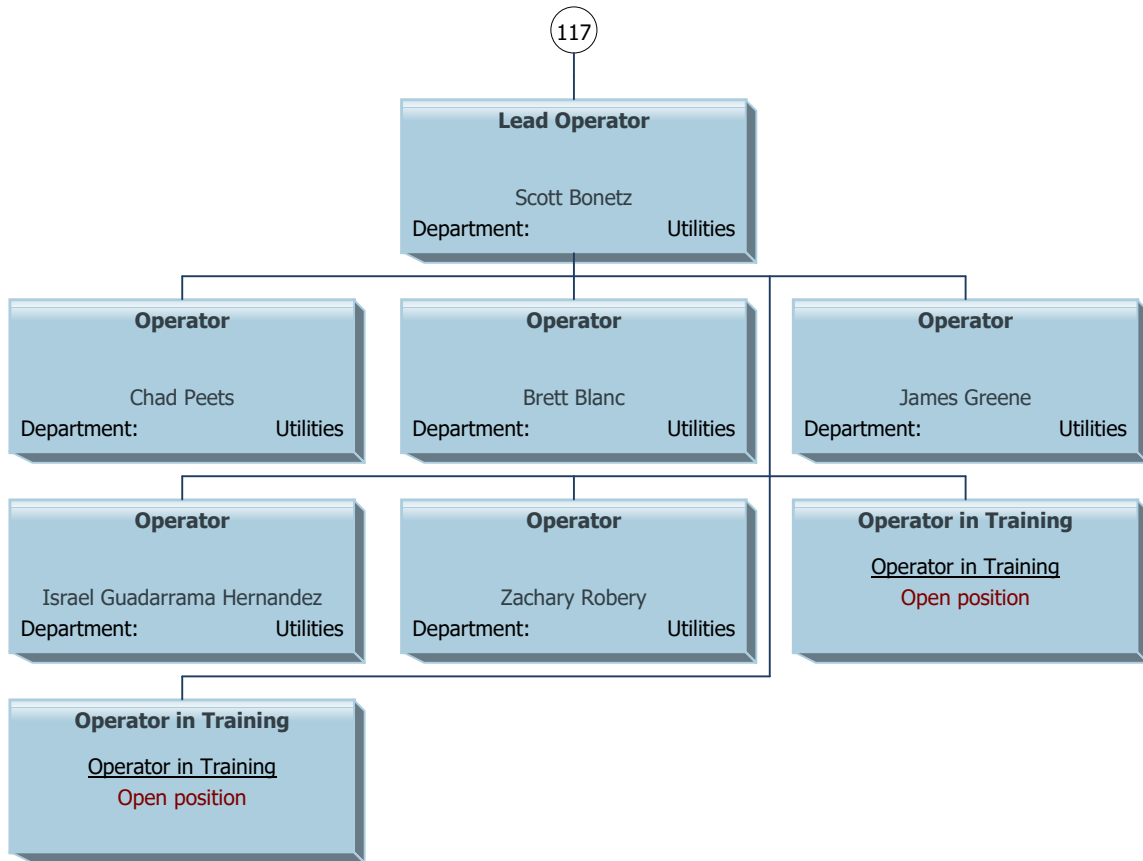 117
Lead Operator
Scott Bonetz
Department: Utilities
Operator
Chad Peets
Department: Utilities
Operator
Brett Blanc
Department: Utilities
Operator
James Greene
Department: Utilities
Operator
Israel Guadarrama Hernandez
Department: Utilities
Operator
Zachary Robery
Department: Utilities
Operator in Training
Operator in Training
Open position
Operator in Training
Operator in Training
Open position